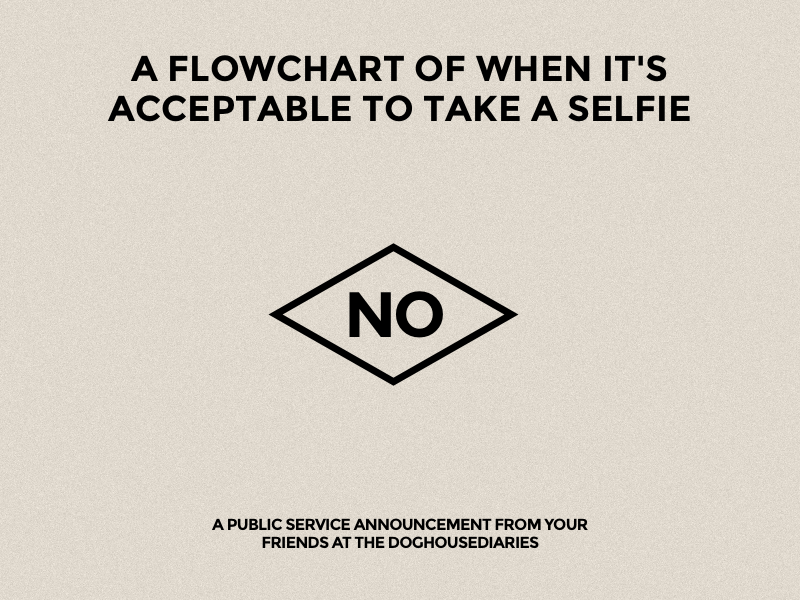 A FLOWCHART OF WHEN IT'S
ACCEPTABLE TO TAKE A SELFIE
NO
A PUBLIC SERVICE ANNOUNCEMENT FROM YOUR
FRIENDS AT THE DOGHOUSEDIARIES